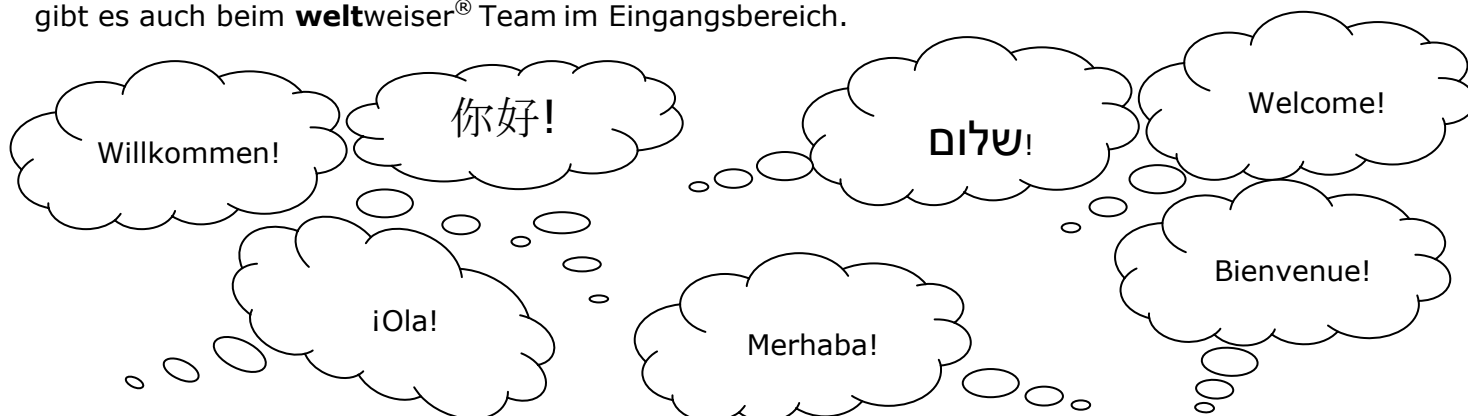 gibt es auch beim weltweiser® Team im Eingangsbereich.
Willkommen!
你好!
שלום!
Welcome!
¡Ola!
Merhaba!
Bienvenue!